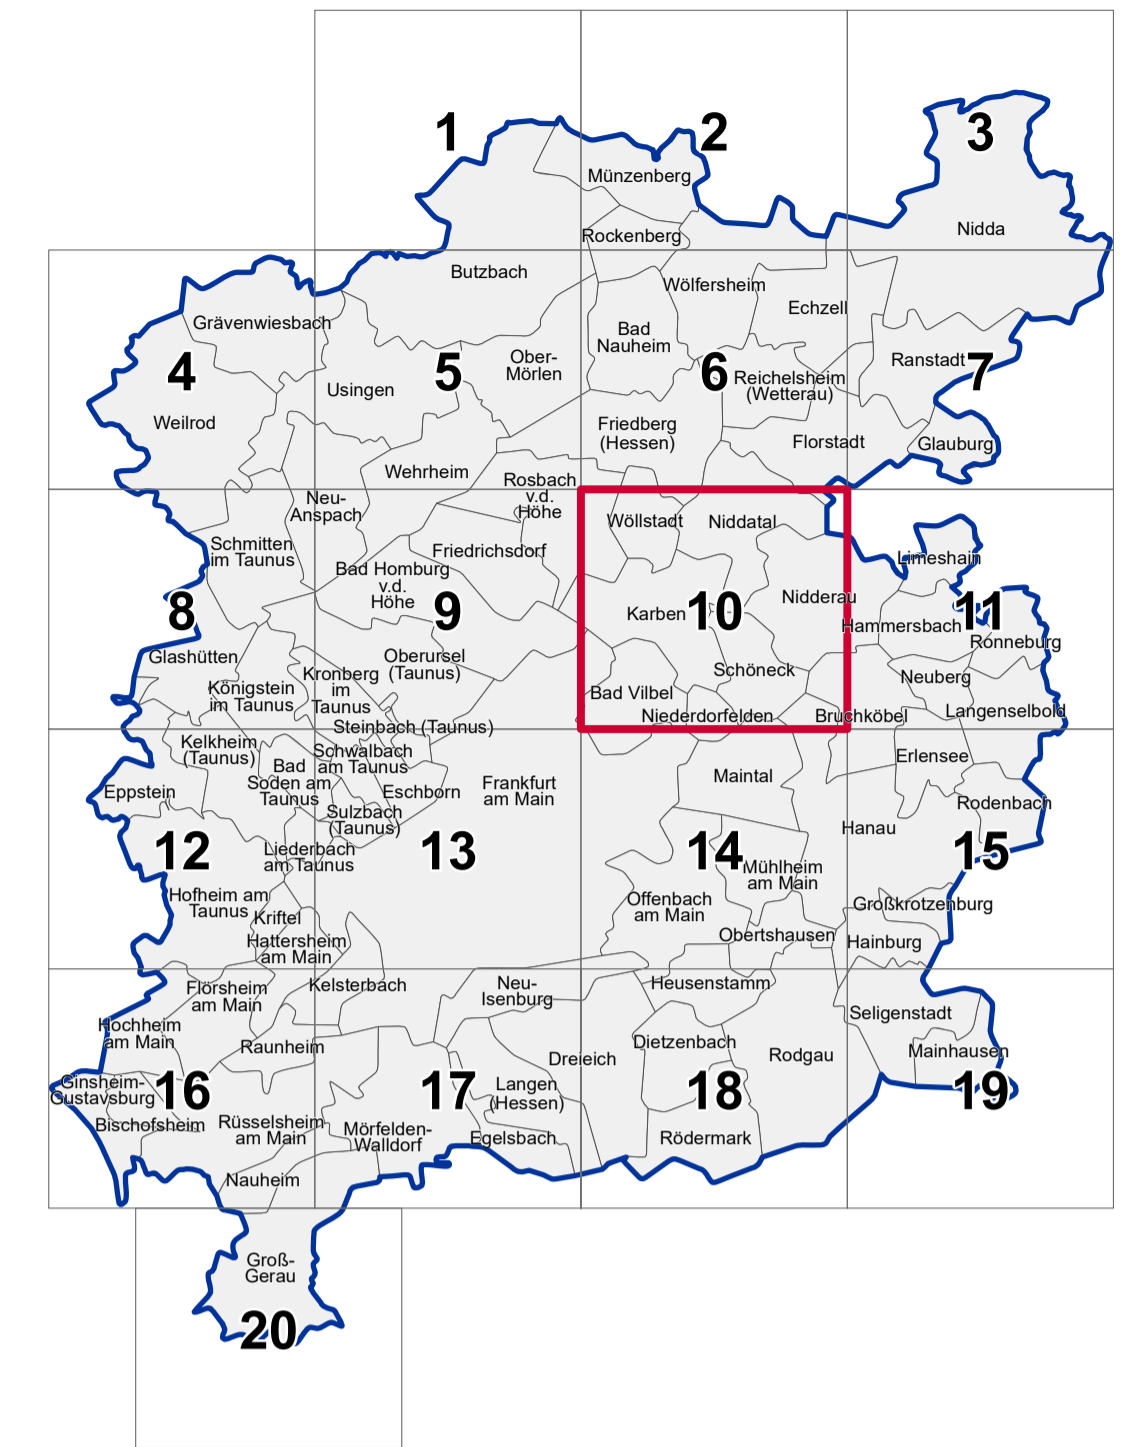 1
2
3
Münzenberg
Nidda
Rockenberg
Butzbach
Wölfersheim
Echzell
Grävenwiesbach
Bad
Nauheim
Ober-
Mörlen
Ranstadt
4
5
6
7
Reichelsheim
(Wetterau)
Usingen
Weilrod
Friedberg
(Hessen)
Florstadt
Glauburg
Wehrheim
Rosbach
v.d.
Höhe
Neu-
Anspach
Wöllstadt
Niddatal
Schmitten
im Taunus
Friedrichsdorf
Limeshain
Bad Homburg
v.d.
Höhe
Nidderau
8
9
Karben
10
11
Hammersbach
Ronneburg
Glashütten
Oberursel
(Taunus)
Schöneck
Neuberg
Kronberg
im
Taunus
Königstein
im Taunus
Bad Vilbel
Niederdorfelden
Bruchköbel
Langenselbold
Steinbach (Taunus)
Kelkheim
(Taunus)
Schwalbach
am Taunus
Erlensee
Bad
Soden am
Taunus
Maintal
Eppstein
Eschborn
Frankfurt
am Main
Rodenbach
Sulzbach
(Taunus)
Hanau
12
Liederbach
am Taunus
13
14
15
Mühlheim
am Main
Hofheim am
Taunus
Offenbach
am Main
Großkrotzenburg
Kriftel
Hattersheim
am Main
Obertshausen
Hainburg
Flörsheim
am Main
Kelsterbach
Neu-
Isenburg
Heusenstamm
Seligenstadt
Hochheim
am Main
Raunheim
Dreieich
Dietzenbach
Rodgau
Mainhausen
Ginsheim-
Gustavsburg
16
17
Langen
(Hessen)
18
19
Bischofsheim
Rüsselsheim
am Main
Mörfelden-
Walldorf
Egelsbach
Rödermark
Nauheim
Groß-
Gerau
20